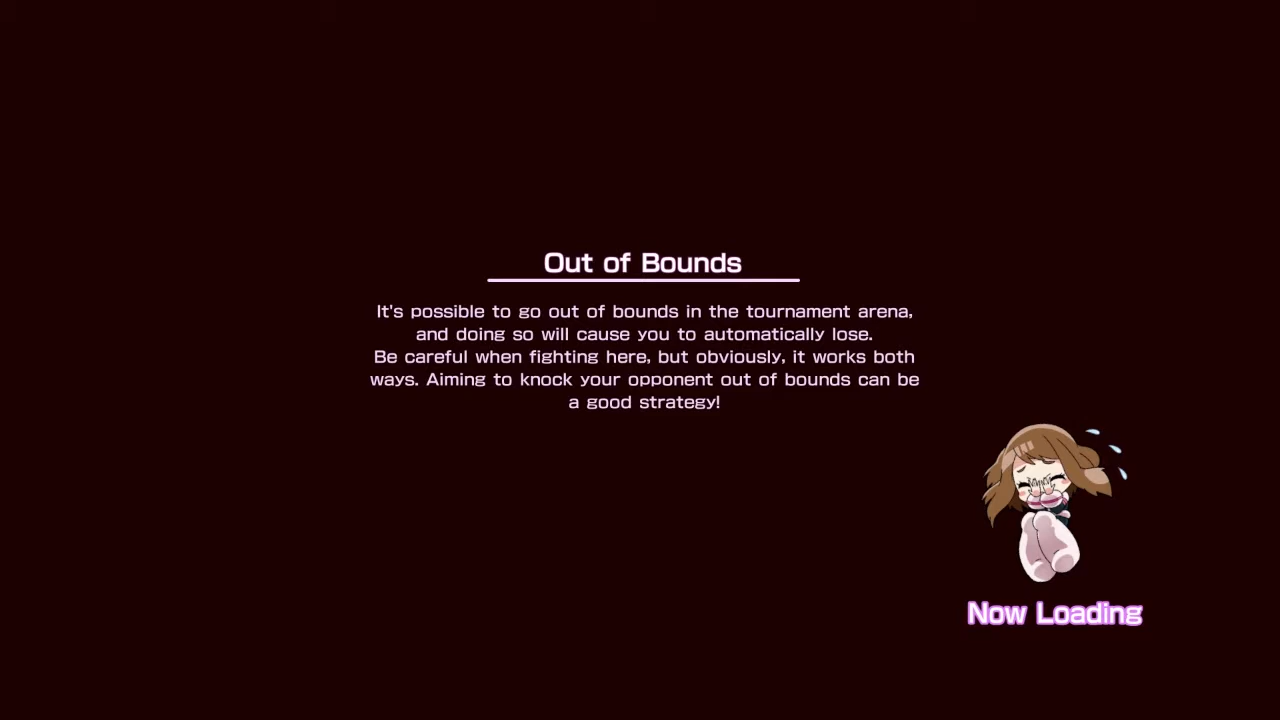 Out of Bounds
It's possible to go out of bounds in the tournament arena,
and doing so will cause you to automatically lose.
Be careful when fighting here, but obviously, it works both
ways. Aiming to knock your opponent out of bounds can be
a good strategy!
Now Loading